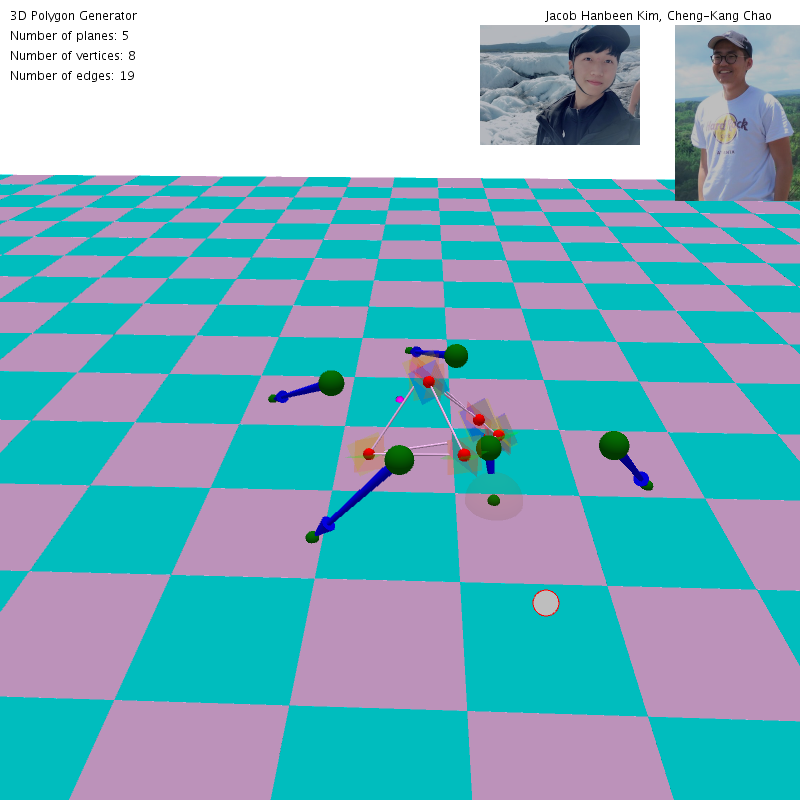 3D Polygon Generator
Jacob Hanbeen Kim, Cheng-Kang Chao
Number of planes: 5
Number of vertices: 8
Number of edges: 19